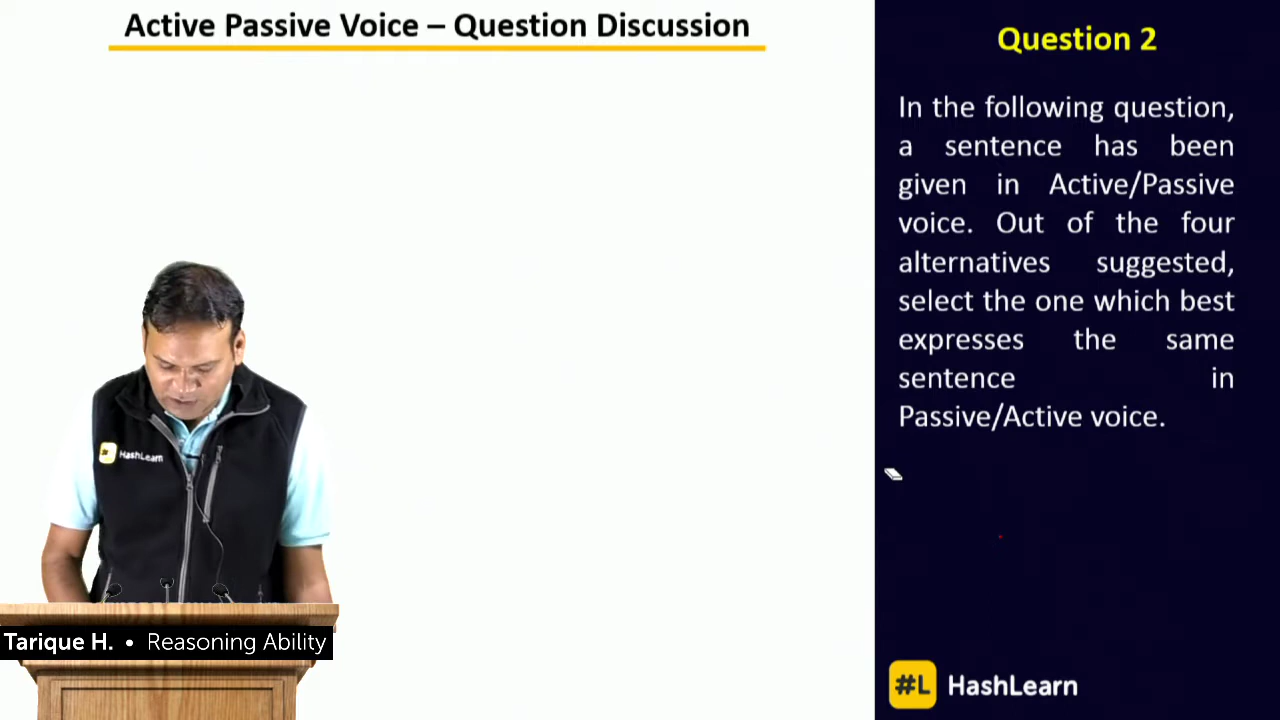 Active Passive Voice – Question Discussion
Question 2
In the following question,
a sentence has been
given in Active/Passive
voice. Out of the four
alternatives suggested,
select the one which best
expresses the same
sentence in
Passive/Active voice.
#L HashLearn
Tarique H. • Reasoning Ability
#L HashLearn